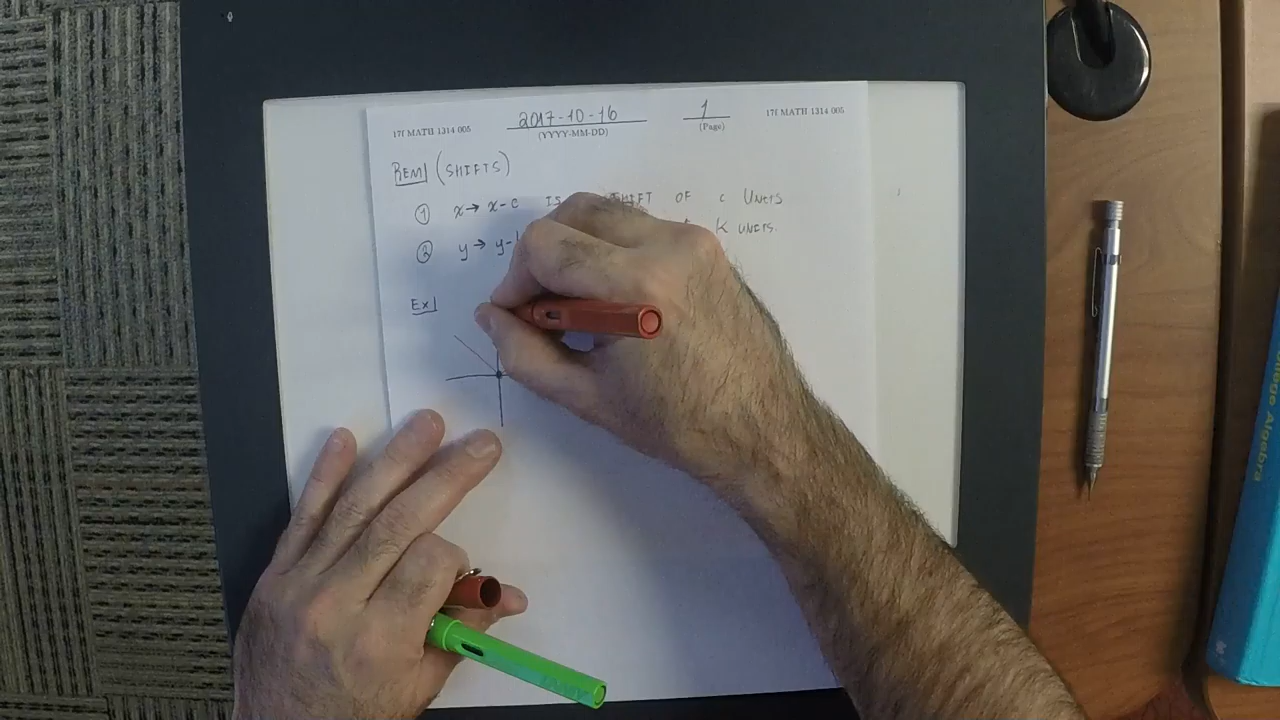 17f MATH 1314 005
2017-10-16
(YYYY-MM-DD)
1
(Page)
17f MATH 1314 005
REM (SHIFTS)
① x → x-c IS SHIFT OF c UNITS
② y → y- K UNITS.
Ex
College Algebra